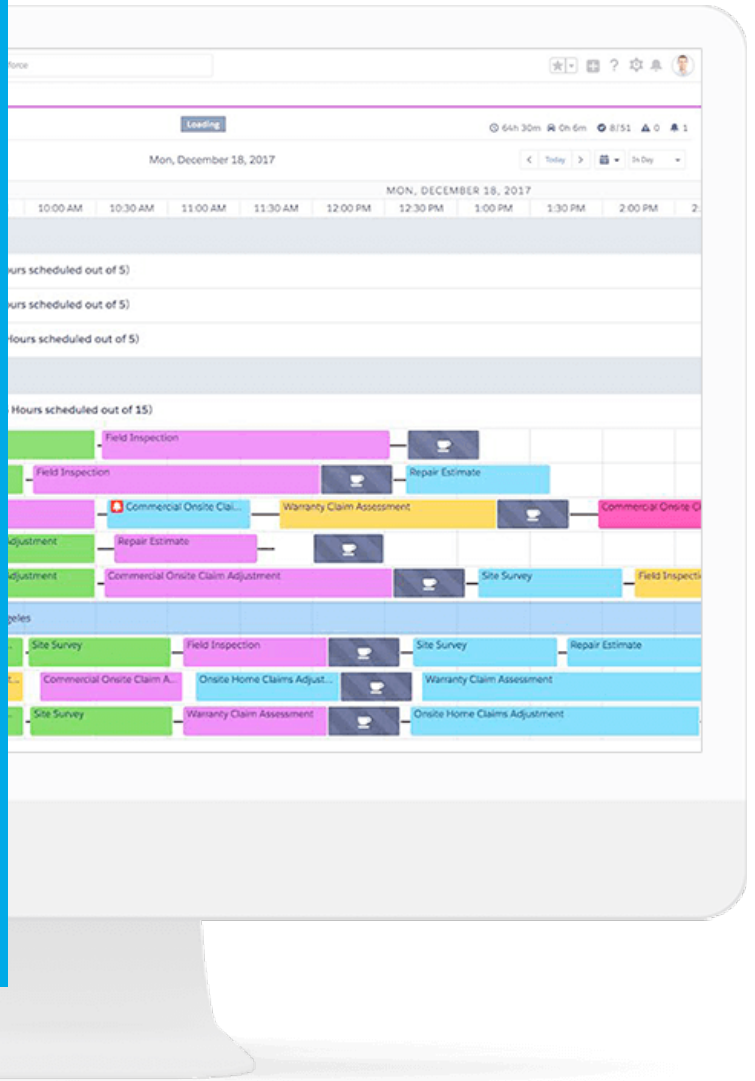 force
Loading
64h 30m 0h 6m 8/51 0 1
Mon, December 18, 2017
Today In Day
MON, DECEMBER 18, 2017
10:00 AM 10:30 AM 11:00 AM 11:30 AM 12:00 PM 12:30 PM 1:00 PM 1:30 PM 2:00 PM 2:
ours scheduled out of 5)
ours scheduled out of 5)
Hours scheduled out of 5)
Hours scheduled out of 15)
Field Inspection
Field Inspection Repair Estimate
Commercial Onsite Clai... Warranty Claim Assessment Commercial Onsite Cl
djustment Repair Estimate
djustment Commercial Onsite Claim Adjustment Site Survey Field Inspecti
geles
Site Survey Field Inspection Site Survey Repair Estimate
t... Commercial Onsite Claim A... Onsite Home Claims Adjust... Warranty Claim Assessment
Site Survey Warranty Claim Assessment Onsite Home Claims Adjustment